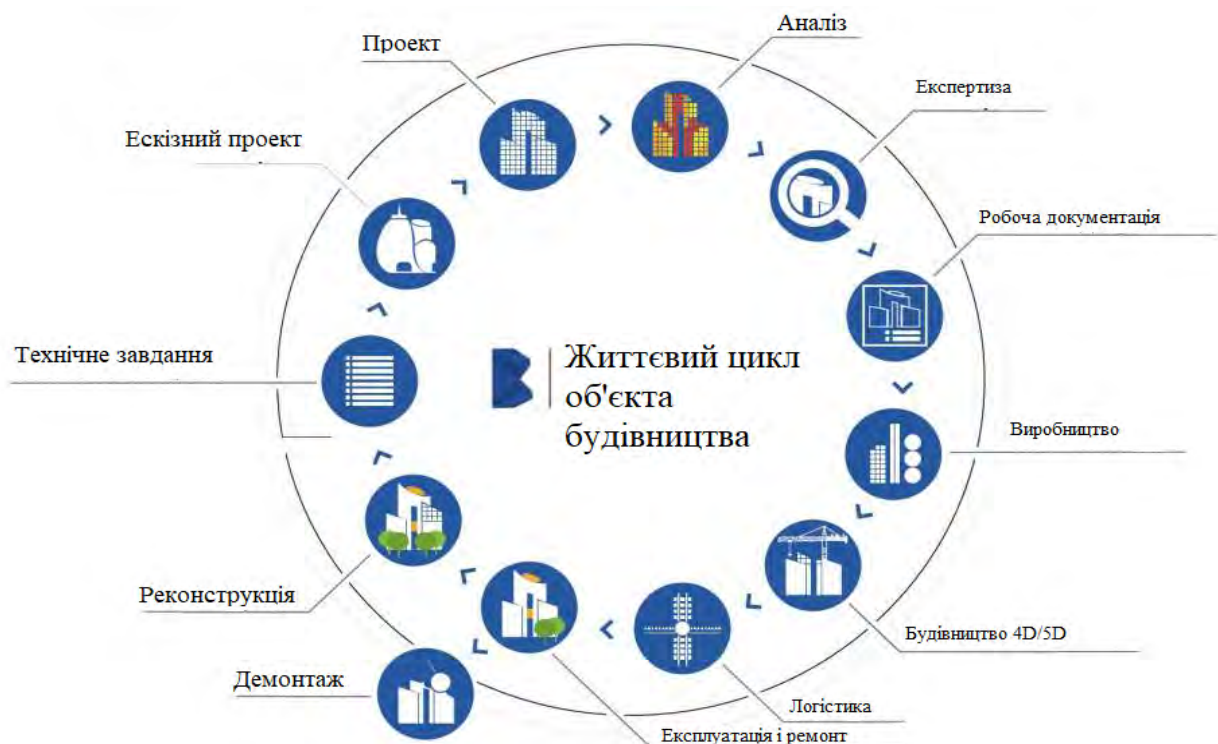 Аналіз
Проект
Експертиза
Ескізний проект
Робоча документація
Технічне завдання
Життєвий цикл
об'єкта
будівництва
Виробництво
Реконструкція
Будівництво 4D/5D
Демонтаж
Логістика
Експлуатація і ремонт